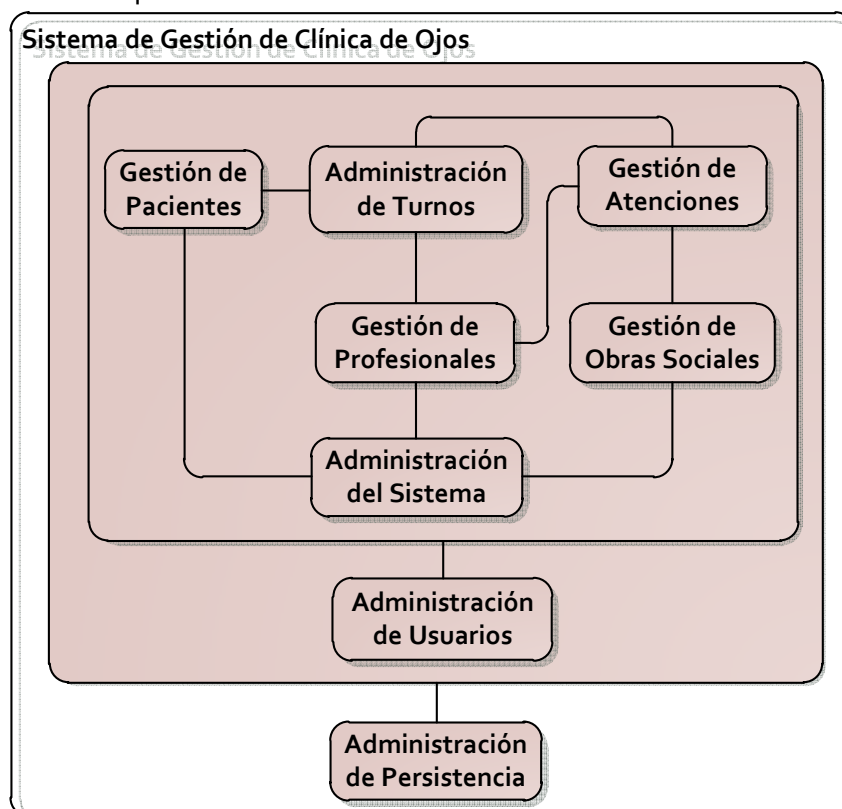 Sistema de Gestión de Clínica de Ojos
Gestión de
Pacientes
Administración
de Turnos
Gestión de
Atenciones
Gestión de
Profesionales
Gestión de
Obras Sociales
Administración
del Sistema
Administración
de Usuarios
Administración
de Persistencia